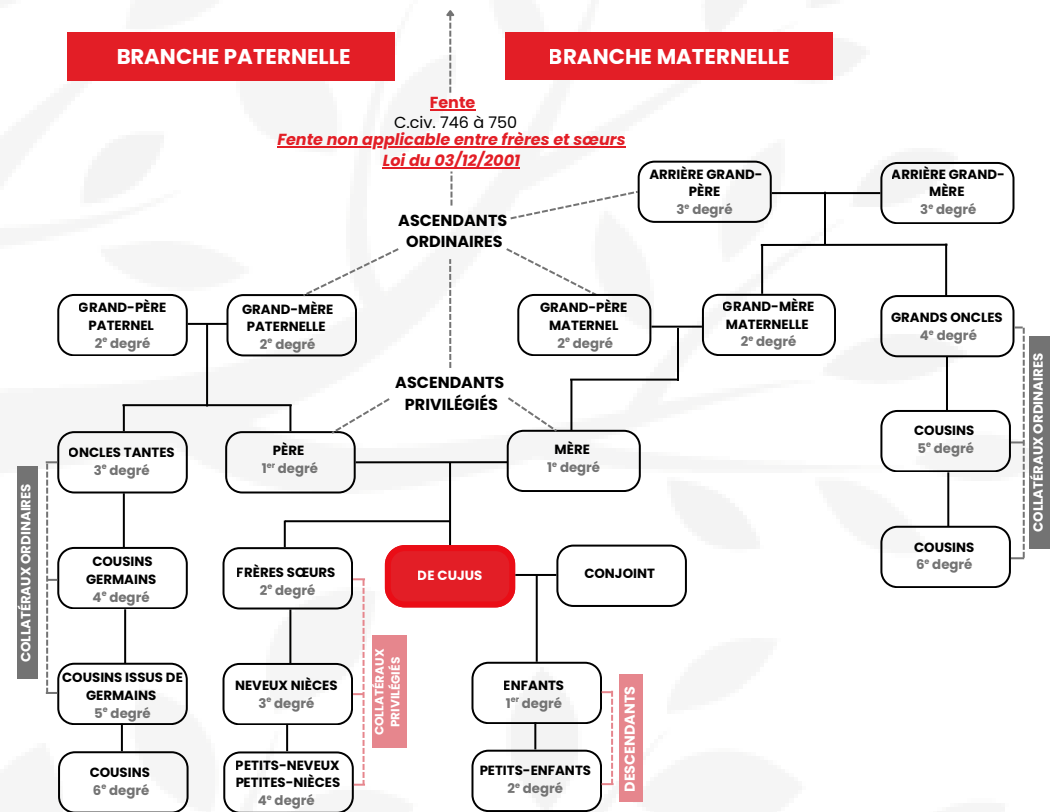 BRANCHE PATERNELLE
BRANCHE MATERNELLE
Fente
C.civ. 746 à 750
Fente non applicable entre frères et sœurs
Loi du 03/12/2001
ARRIÈRE GRAND-
PÈRE
3e degré
ARRIÈRE GRAND-
MÈRE
3e degré
ASCENDANTS
ORDINAIRES
GRAND-PÈRE
PATERNEL
2e degré
GRAND-MÈRE
PATERNELLE
2e degré
GRAND-PÈRE
MATERNEL
2e degré
GRAND-MÈRE
MATERNELLE
2e degré
GRANDS ONCLES
4e degré
ASCENDANTS
PRIVILÉGIÉS
ONCLES TANTES
3e degré
PÈRE
1er degré
MÈRE
1e degré
COUSINS
5e degré
COLLATÉRAUX ORDINAIRES
COLLATÉRAUX ORDINAIRES
COUSINS
GERMAINS
4e degré
FRÈRES SŒURS
2e degré
DE CUJUS
CONJOINT
COUSINS
6e degré
COUSINS ISSUS DE
GERMAINS
5e degré
NEVEUX NIÈCES
3e degré
COLLATÉRAUX
PRIVILÉGIÉS
ENFANTS
1er degré
DESCENDANTS
COUSINS
6e degré
PETITS-NEVEUX
PETITES-NIÈCES
4e degré
PETITS-ENFANTS
2e degré